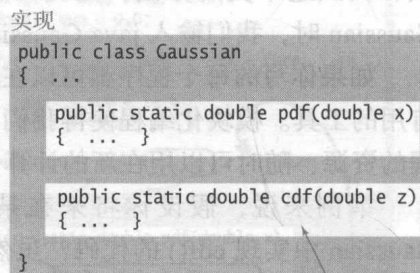 实现
public class Gaussian
{ ...
public static double pdf(double x)
{ ... }
public static double cdf(double z)
{ ... }
}